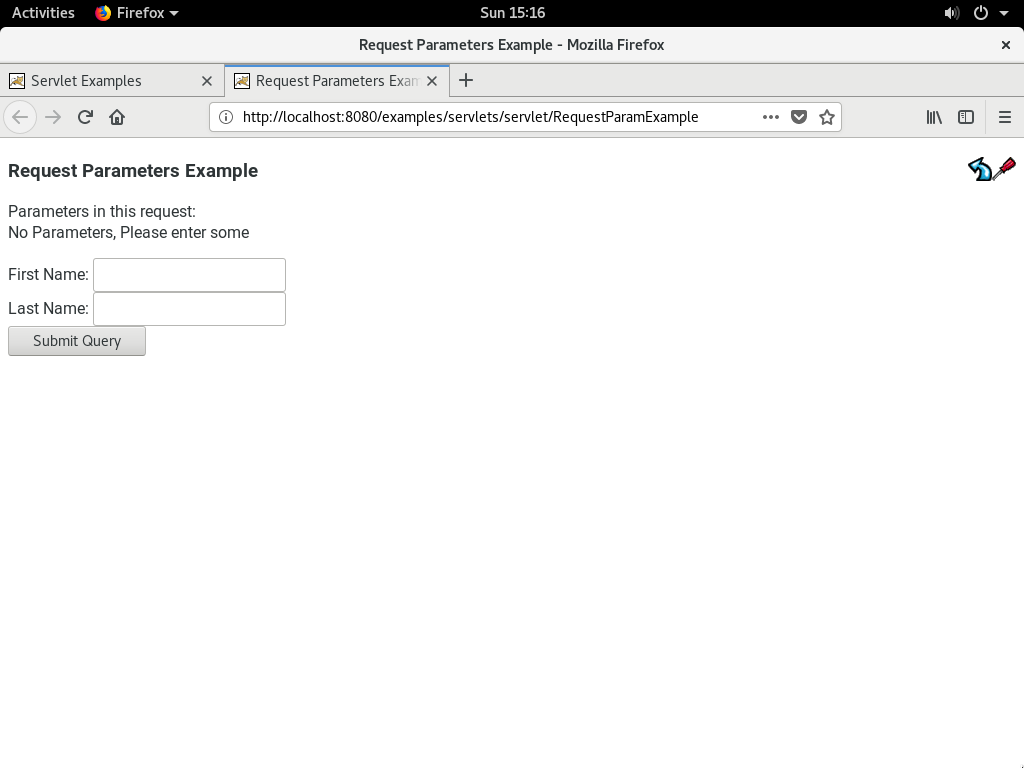 Activities Firefox Sun 15:16
Request Parameters Example - Mozilla Firefox
Servlet Examples Request Parameters Exam
http://localhost:8080/examples/servlets/servlet/RequestParamExample
Request Parameters Example
Parameters in this request:
No Parameters, Please enter some
First Name:
Last Name:
Submit Query